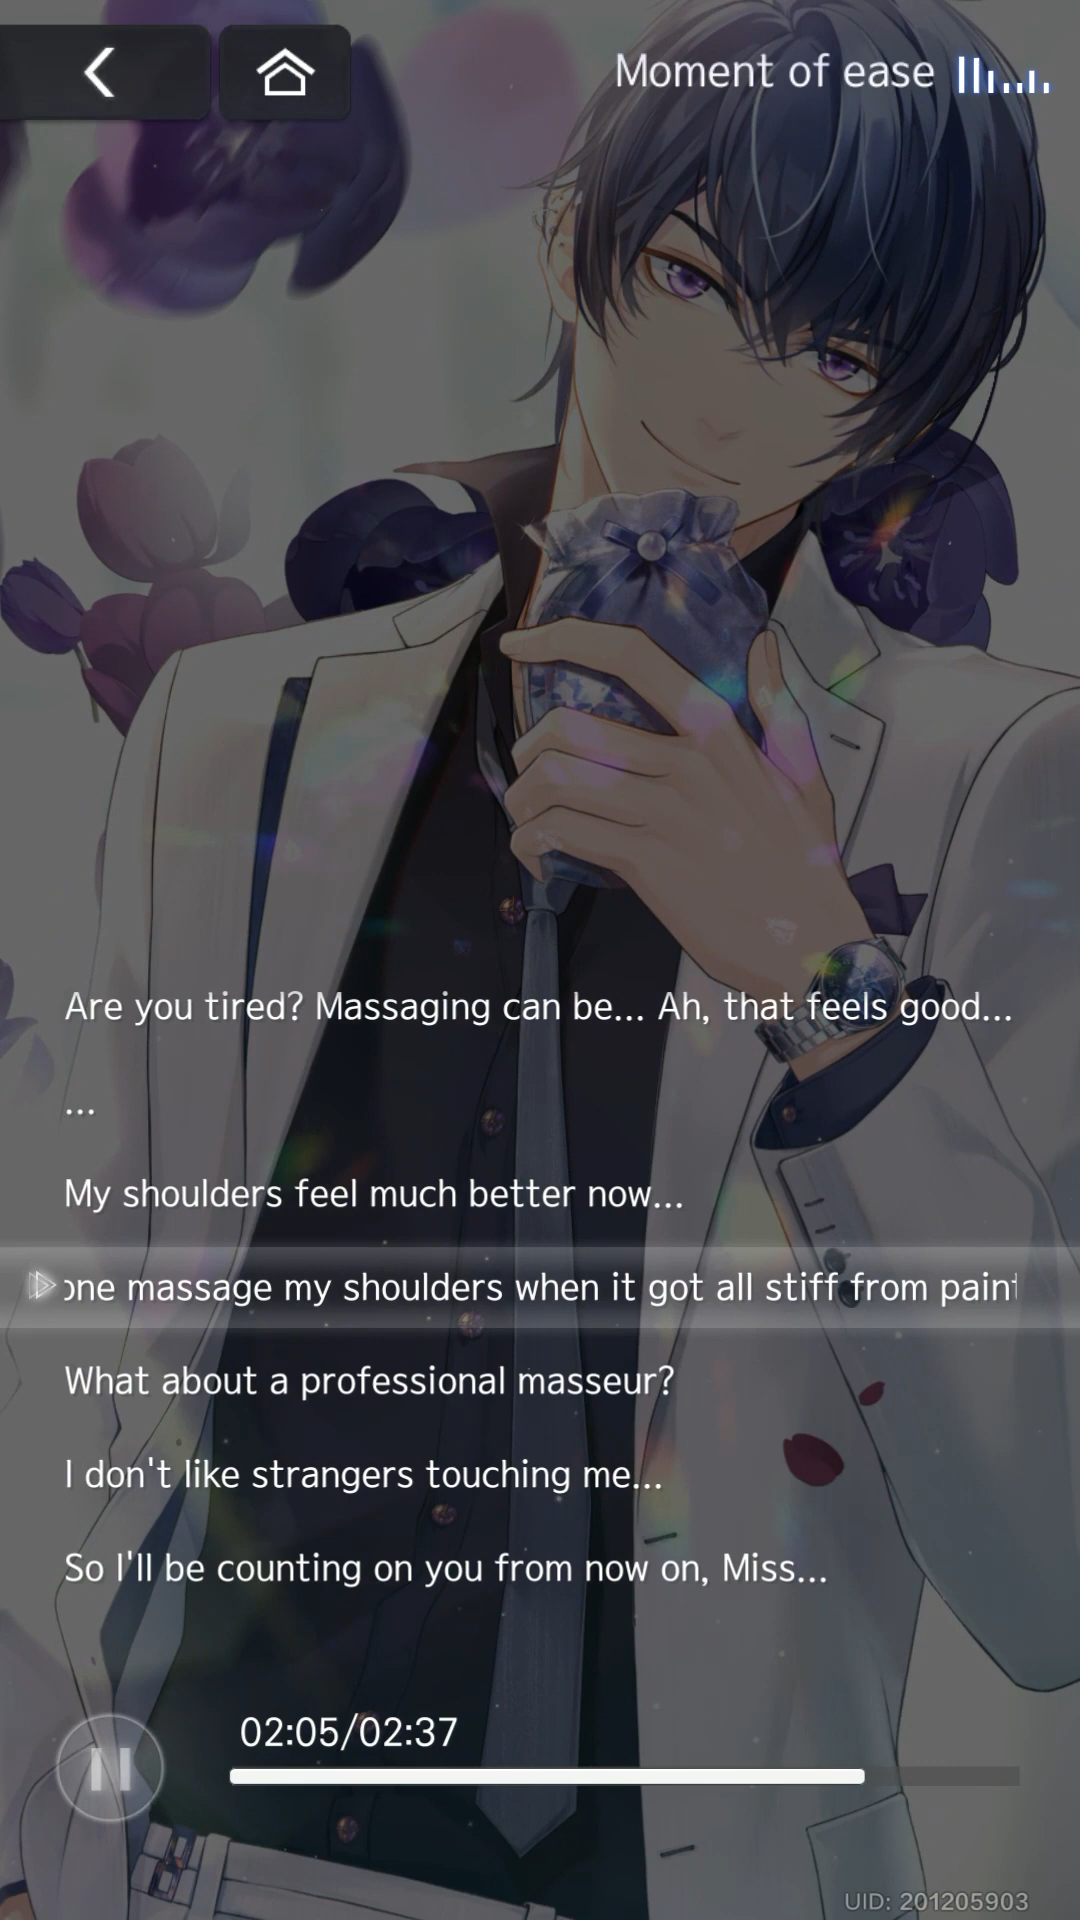 Moment of ease
Are you tired? Massaging can be... Ah, that feels good...
...
My shoulders feel much better now...
massage my shoulders when it got all stiff from
What about a professional masseur?
I don't like strangers touching me...
So I'll be counting on you from now on, Miss...
02:05/02:37
UID: 201205903